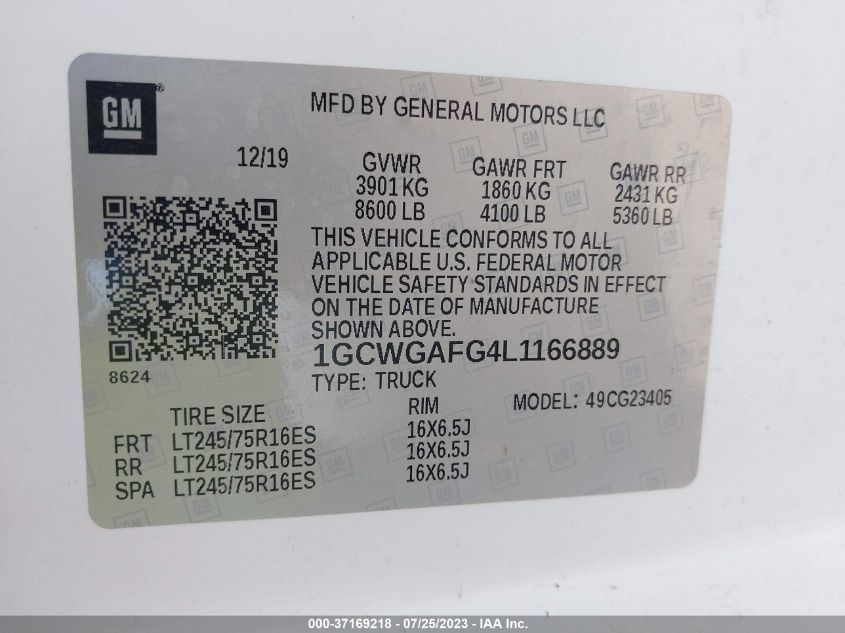 GM
MFD BY GENERAL MOTORS LLC
12/19
GVWR GAWR FRT GAWR RR
3901 KG 1860 KG 2431 KG
8600 LB 4100 LB 5360 LB
THIS VEHICLE CONFORMS TO ALL
APPLICABLE U.S. FEDERAL MOTOR
VEHICLE SAFETY STANDARDS IN EFFECT
ON THE DATE OF MANUFACTURE
SHOWN ABOVE.
8624
1GCWGAFG4L1166889
TYPE: TRUCK
TIRE SIZE RIM MODEL: 49CG23405
FRT LT245/75R16ES 16X6.5J
RR LT245/75R16ES 16X6.5J
SPA LT245/75R16ES 16X6.5J
000-37169218 - 07/25/2023 - IAA Inc.